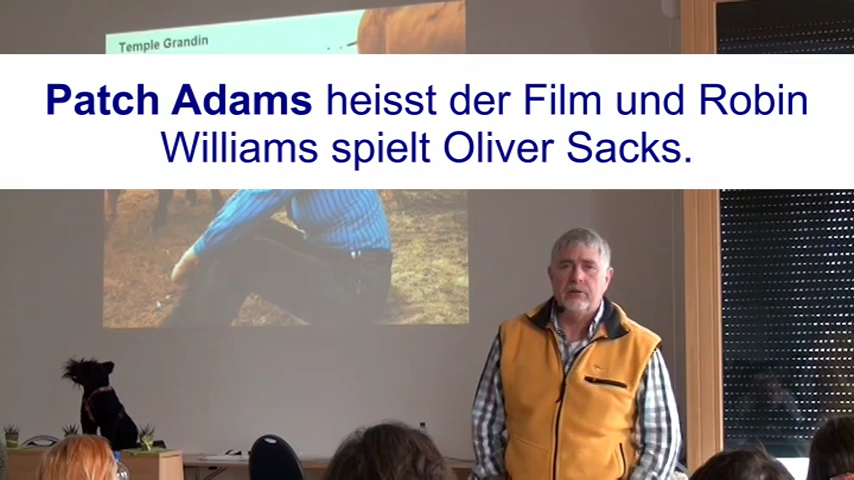 Temple Grandin
Patch Adams heisst der Film und Robin
Williams spielt Oliver Sacks.